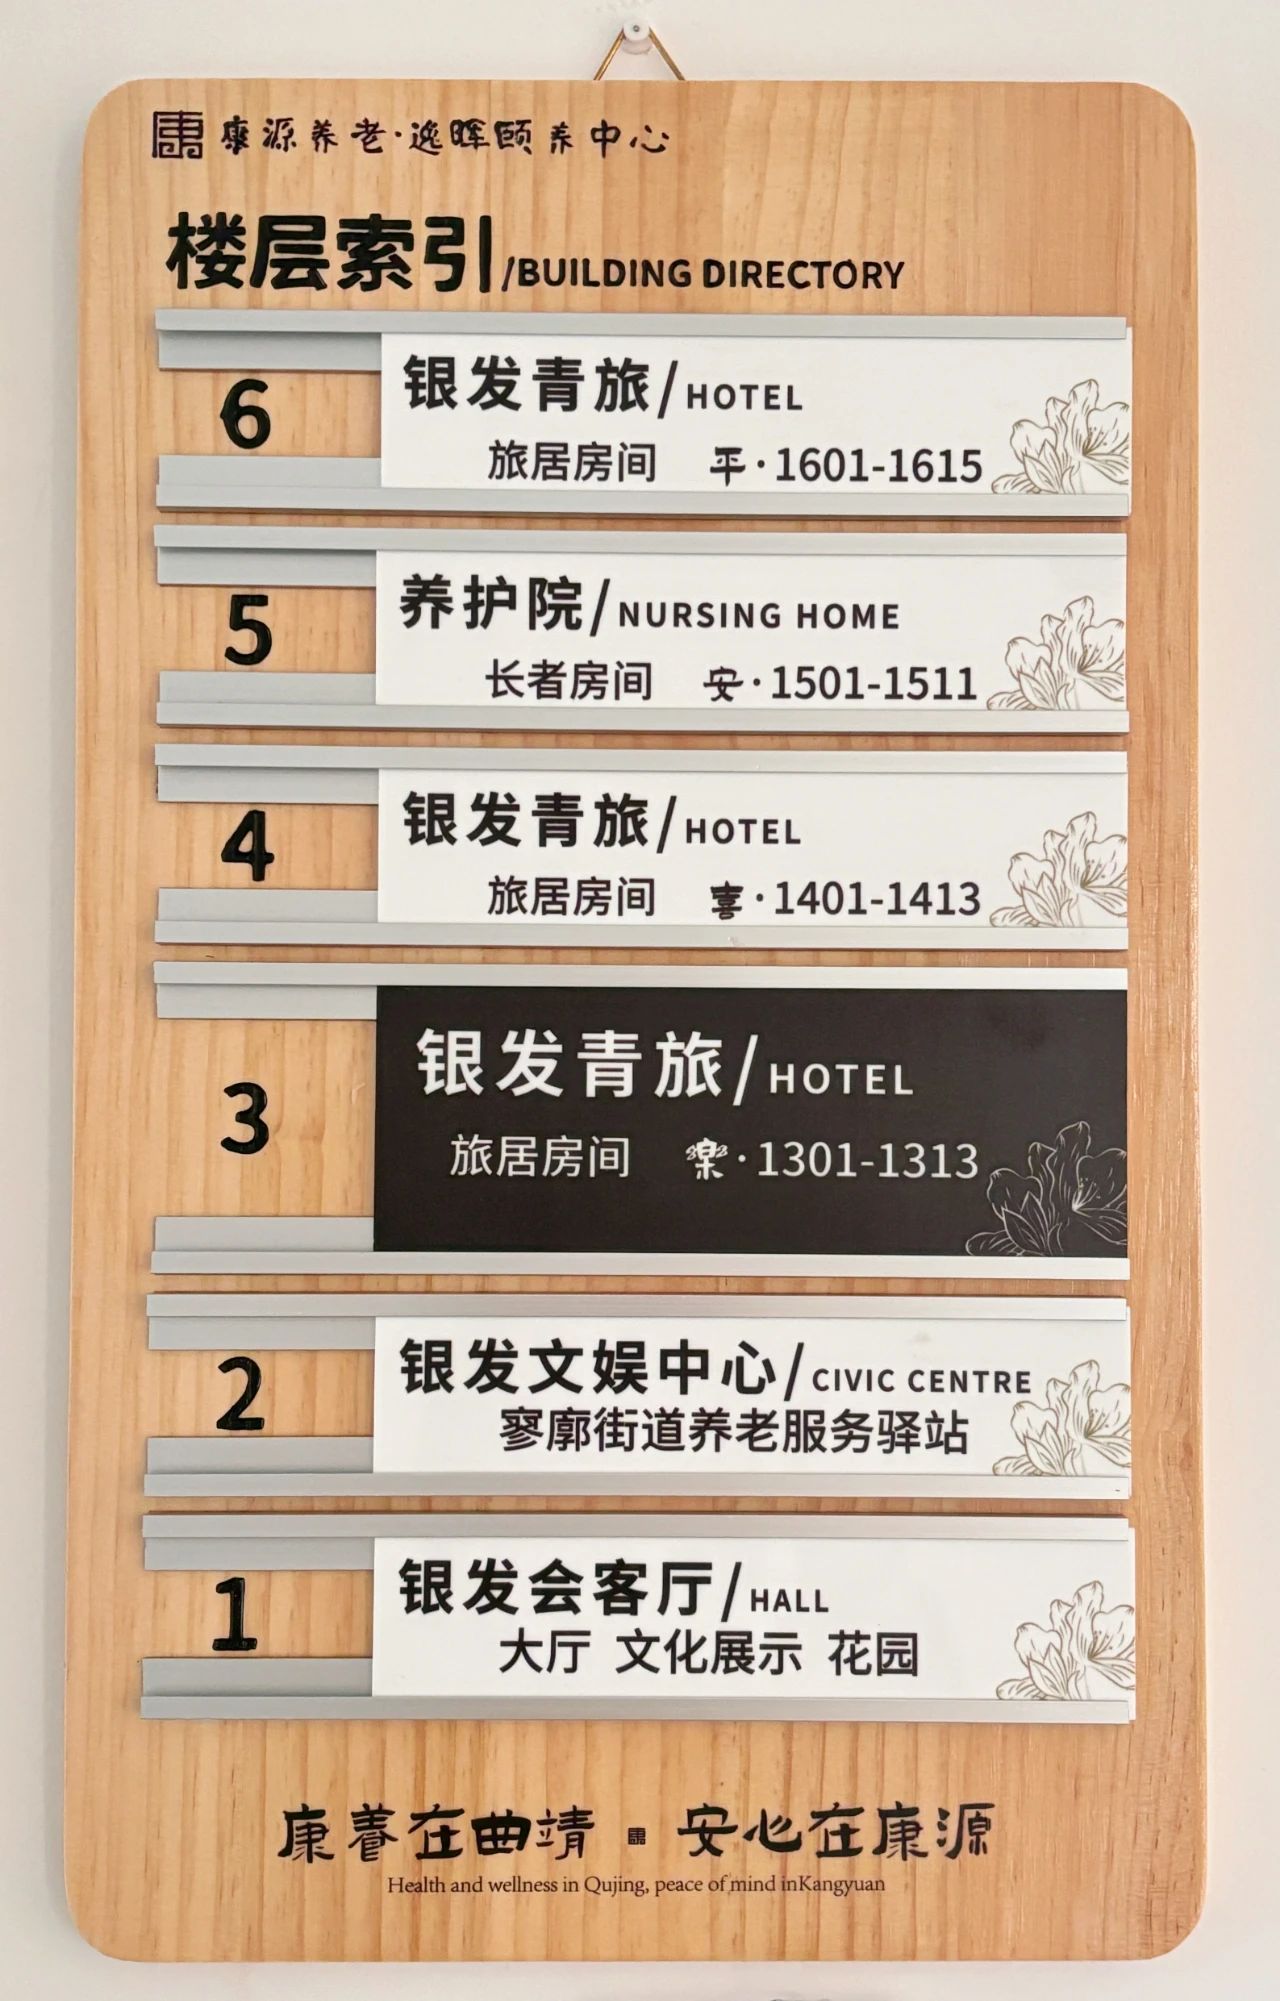 康 康源养老·逸晖颐养中心
楼层索引/BUILDING DIRECTORY
6
银发青旅/HOTEL
旅居房间 平·1601-1615
5
养护院/NURSING HOME
长者房间 安·1501-1511
4
银发青旅/HOTEL
旅居房间 喜·1401-1413
3
银发青旅/HOTEL
旅居房间 樂·1301-1313
2
银发文娱中心/CIVIC CENTRE
寥廓街道养老服务驿站
1
银发会客厅/HALL
大厅 文化展示 花园
康養在曲靖 康 安心在康源
Health and wellness in Qujing, peace of mind inKangyuan